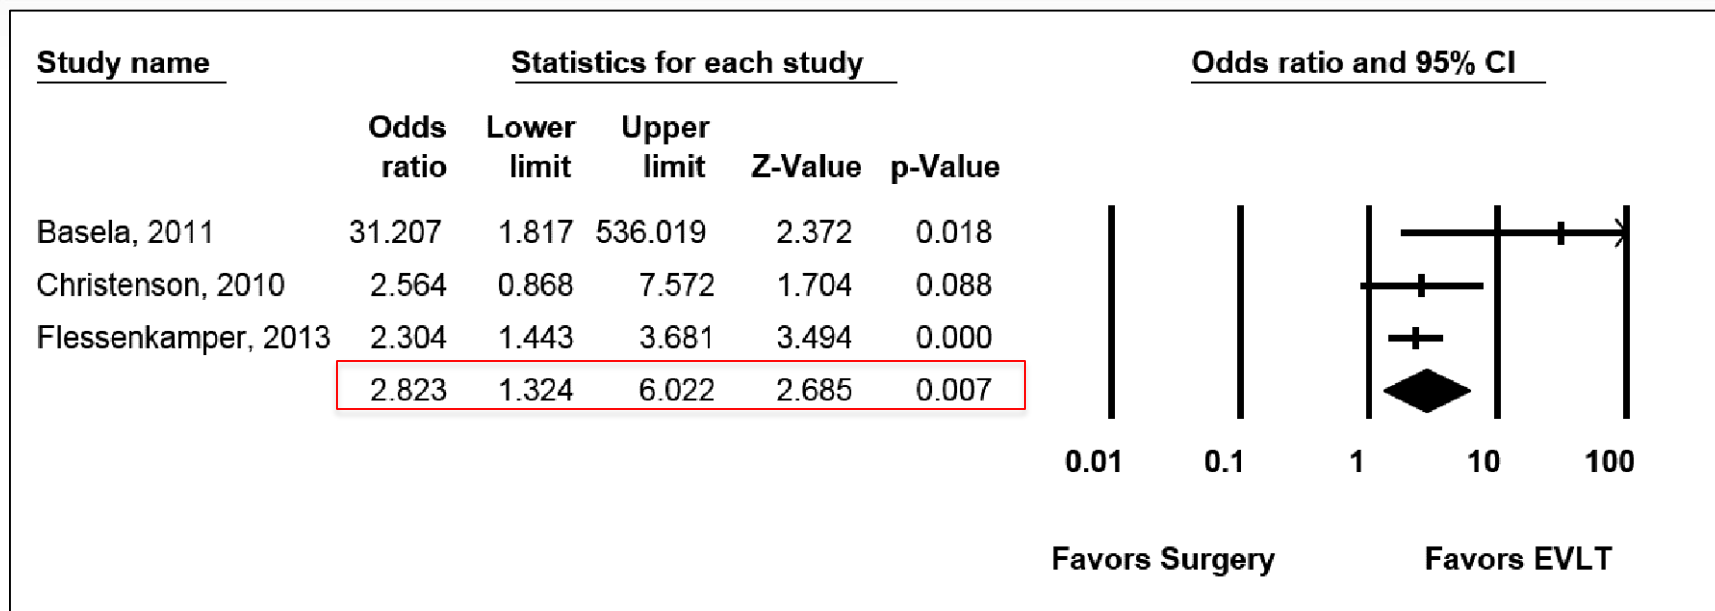 Study name Statistics for each study Odds ratio and 95% CI
Odds Lower Upper
ratio limit limit Z-Value p-Value
Basela, 2011 31.207 1.817 536.019 2.372 0.018
Christenson, 2010 2.564 0.868 7.572 1.704 0.088
Flessenkamper, 2013 2.304 1.443 3.681 3.494 0.000
2.823 1.324 6.022 2.685 0.007
0.01 0.1 1 10 100
Favors Surgery Favors EVLT